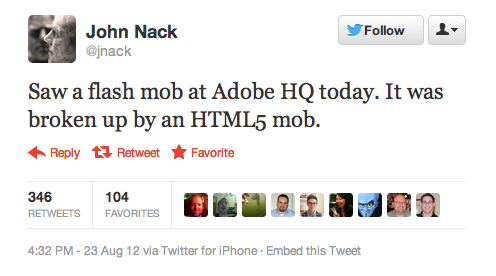 John Nack
@jnack
Follow
Saw a flash mob at Adobe HQ today. It was
broken up by an HTML5 mob.
Reply Retweet Favorite
346 104
RETWEETS FAVORITES
4:32 PM - 23 Aug 12 via Twitter for iPhone · Embed this Tweet